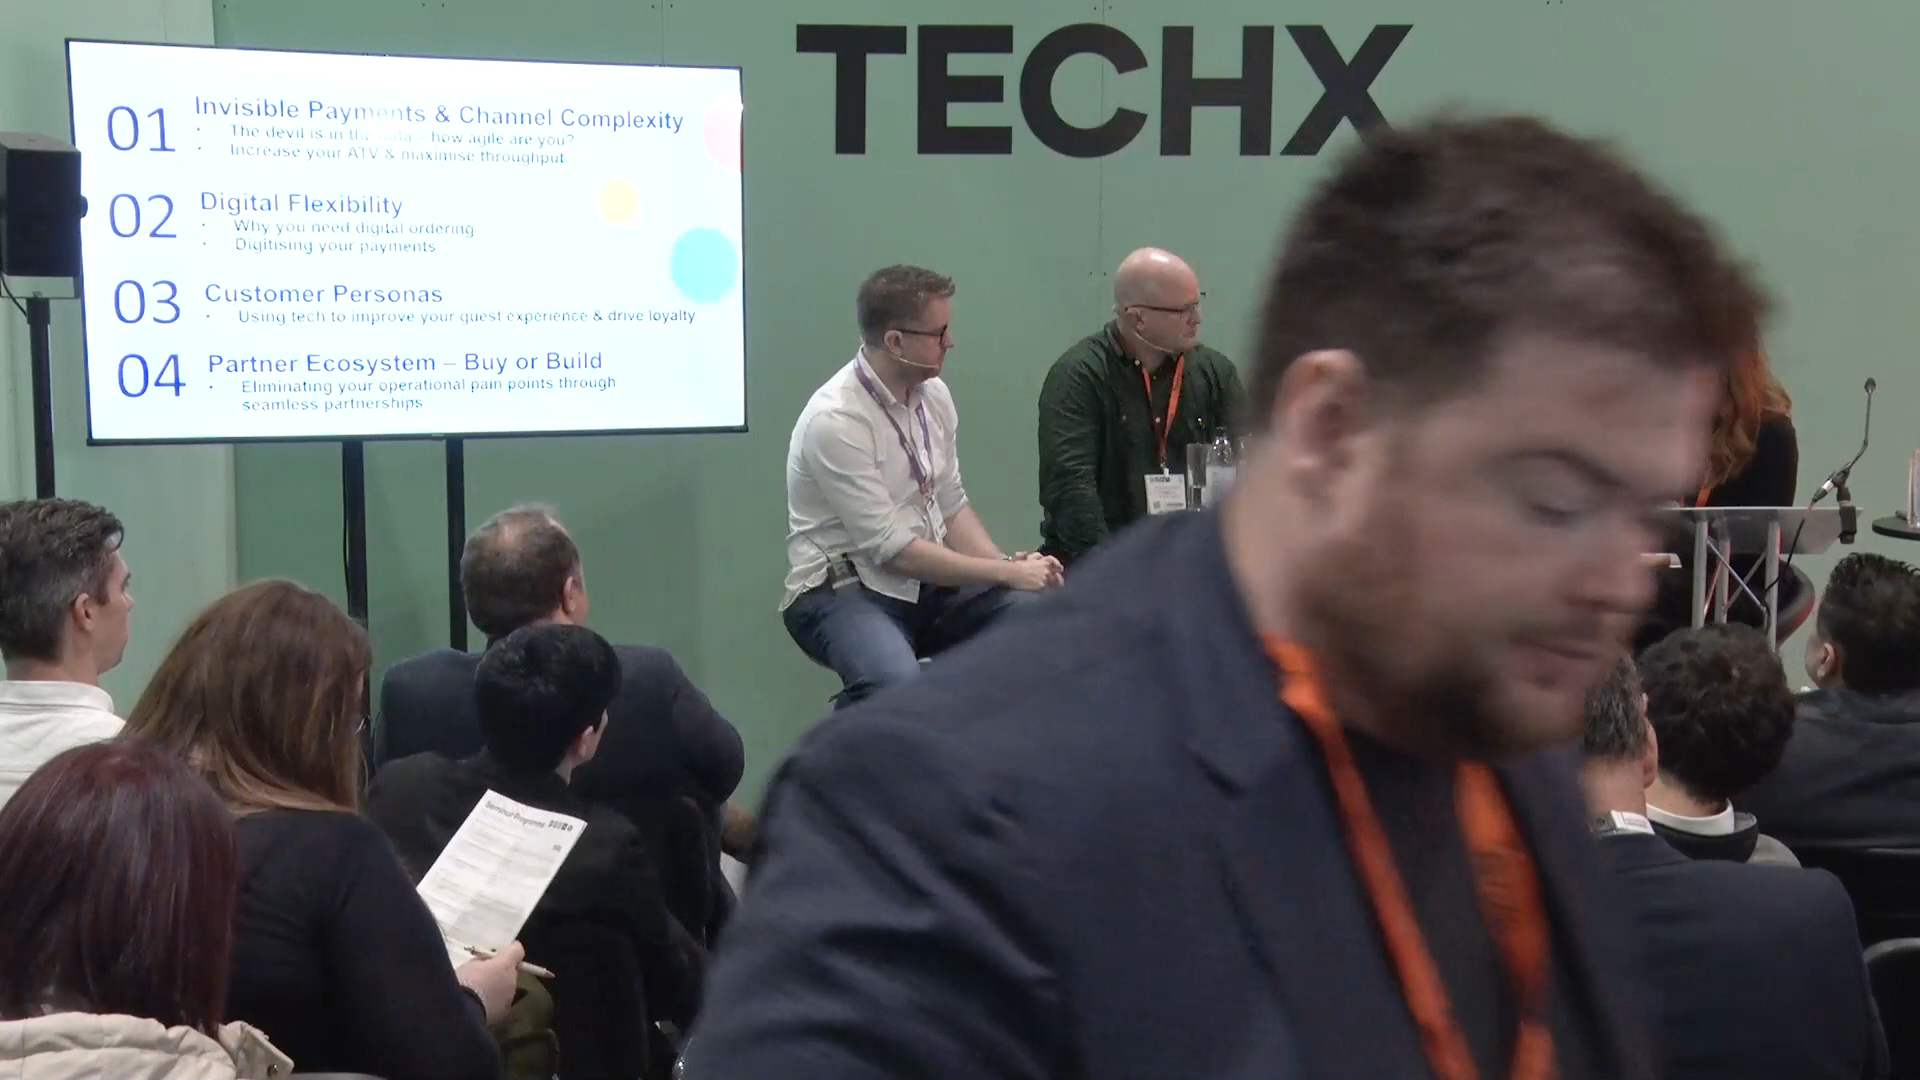 TECHX
01 Invisible Payments & Channel Complexity
• The devil is in the data – how agile are you?
• Increase your ATV & maximise throughput
02 Digital Flexibility
• Why you need digital ordering
• Digitising your payments
03 Customer Personas
• Using tech to improve your guest experience & drive loyalty
04 Partner Ecosystem – Buy or Build
• Eliminating your operational pain points through
seamless partnerships
Seminar Programme